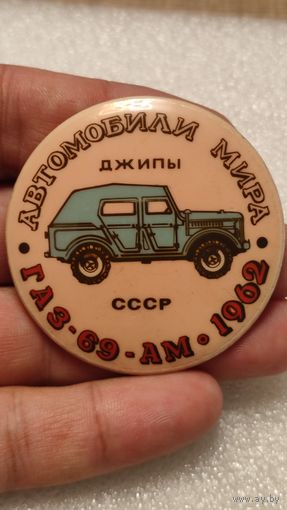 АВТОМОБИЛИ МИРА
ДЖИПЫ
СССР
ГАЗ-69-АМ • 1962
www.ay.by